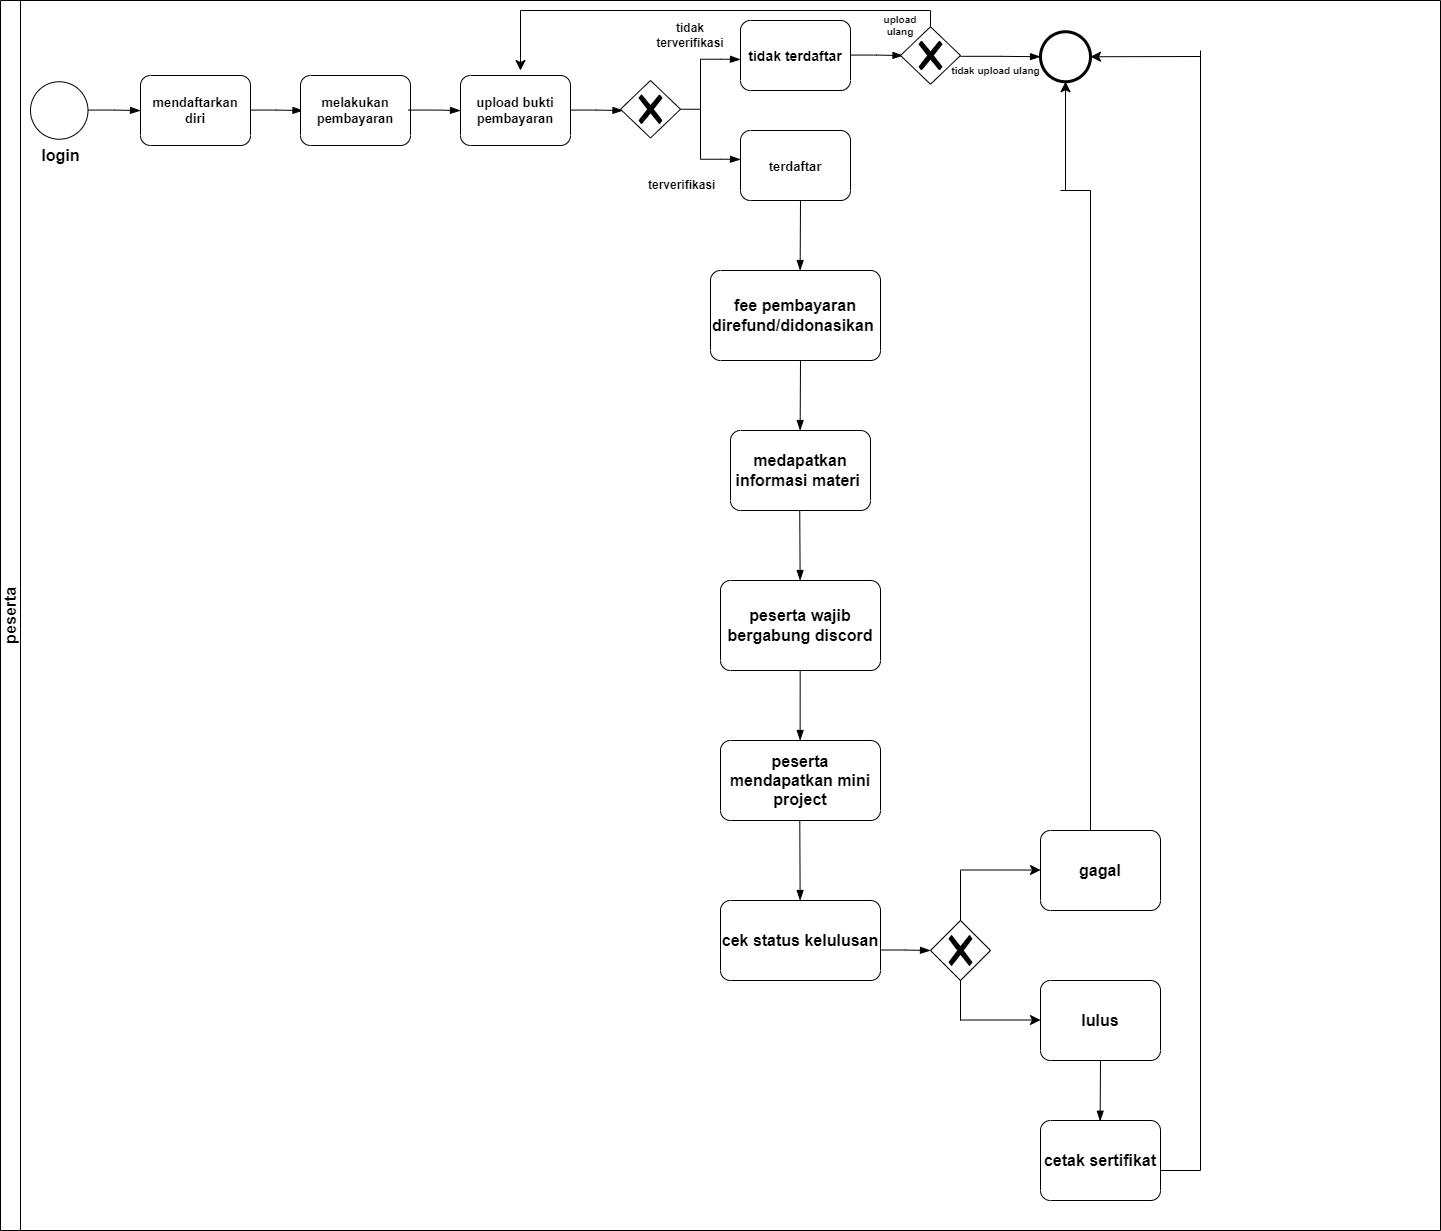 peserta
login
mendaftarkan
diri
melakukan
pembayaran
upload bukti
pembayaran
tidak
terverifikasi
terverifikasi
tidak terdaftar
upload
ulang
tidak upload ulang
terdaftar
fee pembayaran
direfund/didonasikan
medapatkan
informasi materi
peserta wajib
bergabung discord
peserta
mendapatkan mini
project
cek status kelulusan
gagal
lulus
cetak sertifikat